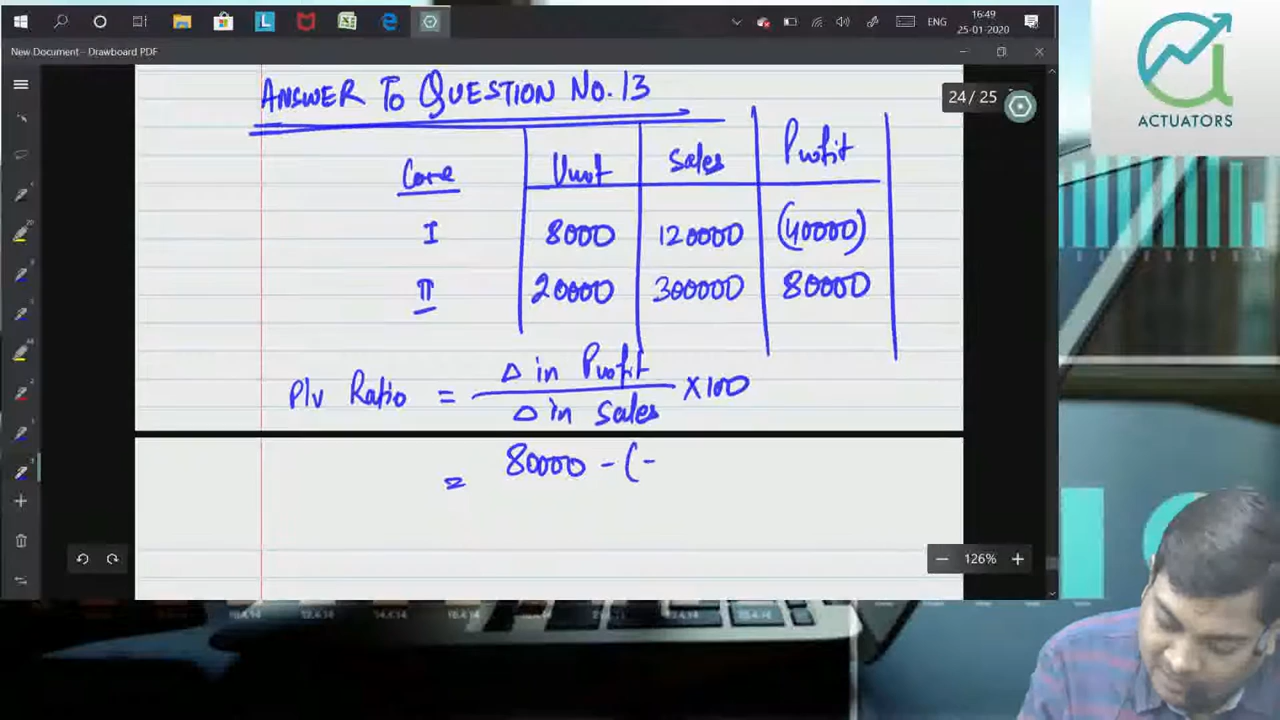 16:49
ENG
25-01-2020
New Document - Drawboard PDF
ANSWER TO QUESTION NO. 13
24 / 25
ACTUATORS
Case Unit Sales Profit
I 8000 120000 (40000)
II 20000 300000 80000
P/v Ratio = Δ in Profit
Δ in Sales × 100
= 80000 - (-
126%